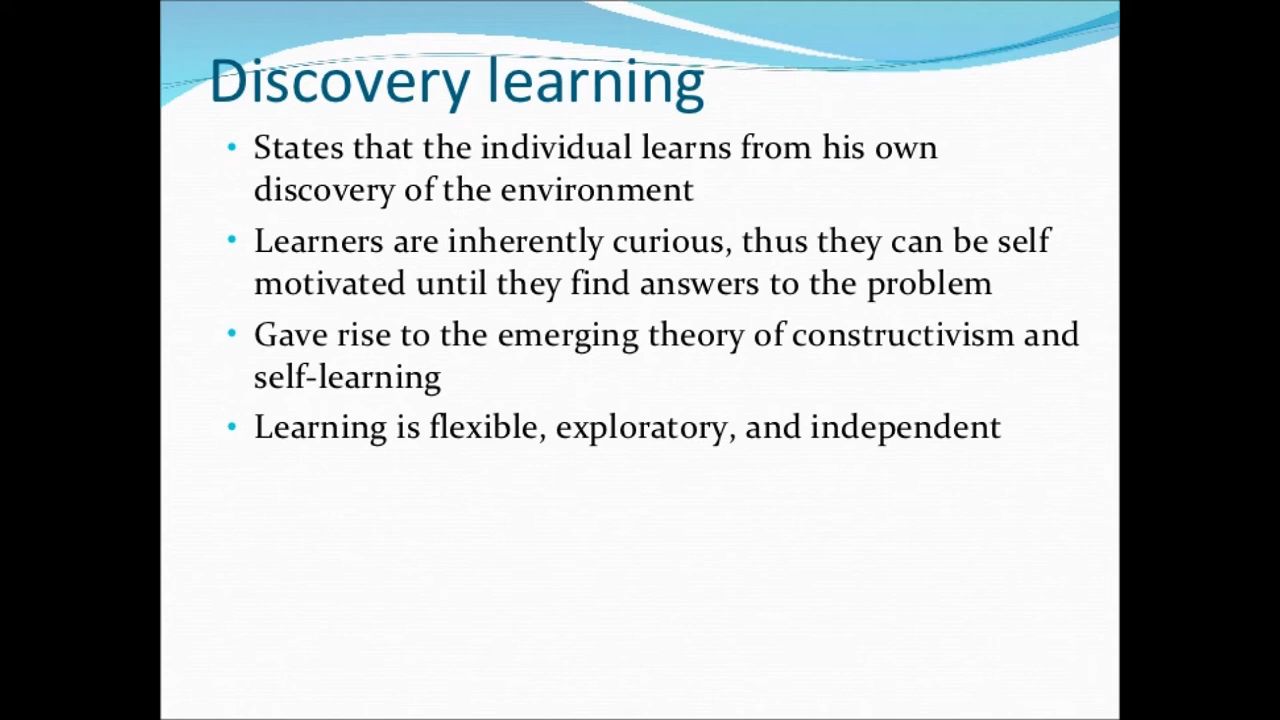 Discovery learning
• States that the individual learns from his own
discovery of the environment
• Learners are inherently curious, thus they can be self
motivated until they find answers to the problem
• Gave rise to the emerging theory of constructivism and
self-learning
• Learning is flexible, exploratory, and independent